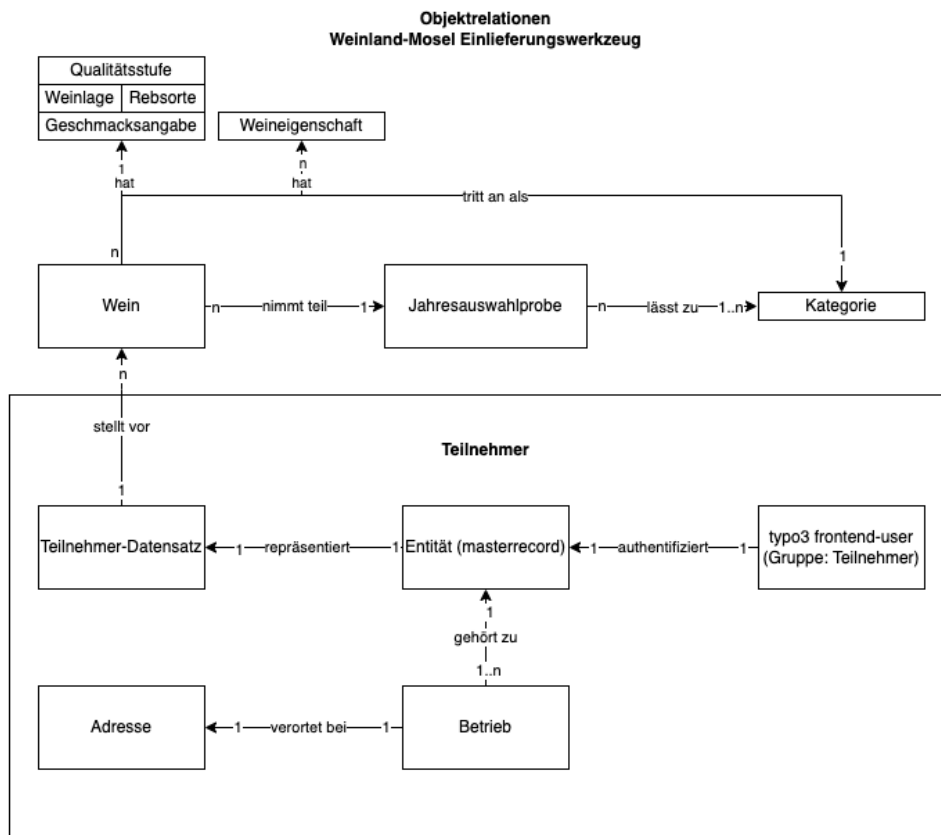 Objektrelationen
Weinland-Mosel Einlieferungswerkzeug
Qualitätsstufe
Weinlage Rebsorte
Geschmacksangabe
Weineigenschaft
1
hat
n
hat
tritt an als
n
1
Wein
n nimmt teil 1
Jahresauswahlprobe
n lässt zu 1..n
Kategorie
n
stellt vor
1
Teilnehmer
Teilnehmer-Datensatz
1 repräsentiert 1
Entität (masterrecord)
1 authentifiziert 1
typo3 frontend-user
(Gruppe: Teilnehmer)
1
gehört zu
1..n
Adresse
1 verortet bei 1
Betrieb